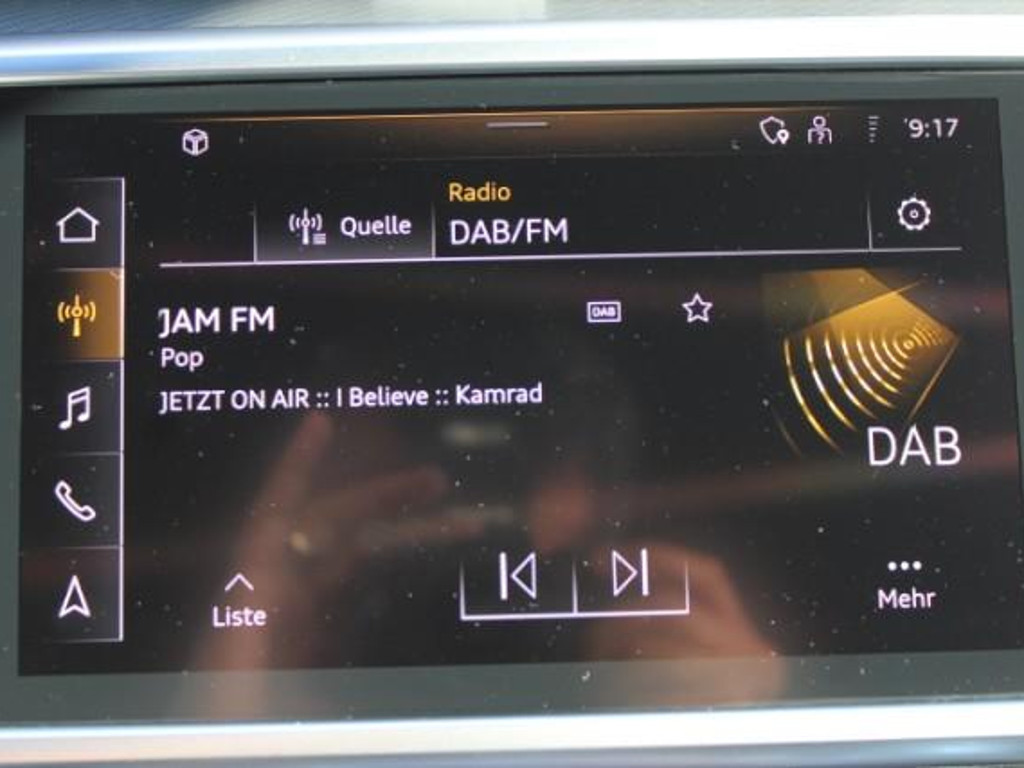 9:17
Radio
Quelle
DAB/FM
JAM FM
DAB
Pop
JETZT ON AIR :: I Believe :: Kamrad
DAB
Liste
Mehr